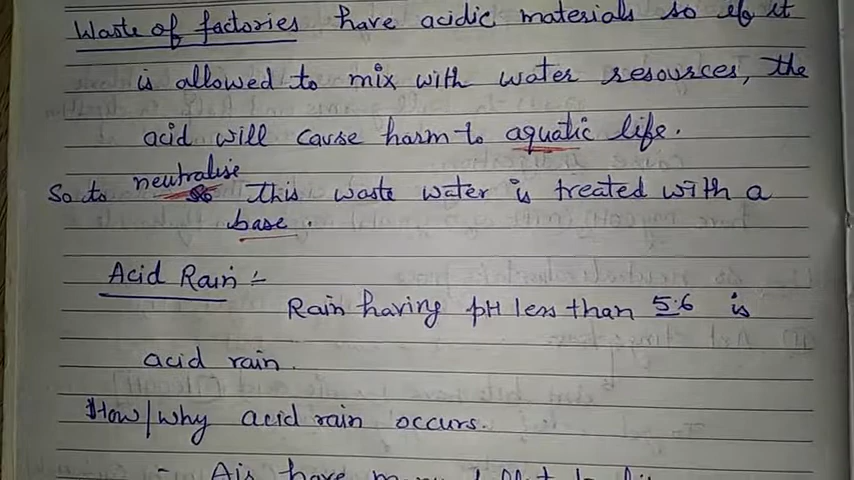 Waste of factories have acidic materials so if it
is allowed to mix with water resources, the
acid will cause harm to aquatic life.
So to neutralise this waste water is treated with a
base.
Acid Rain :-
Rain having pH less than 5.6 is
acid rain.
How/why acid rain occurs.
- Air have